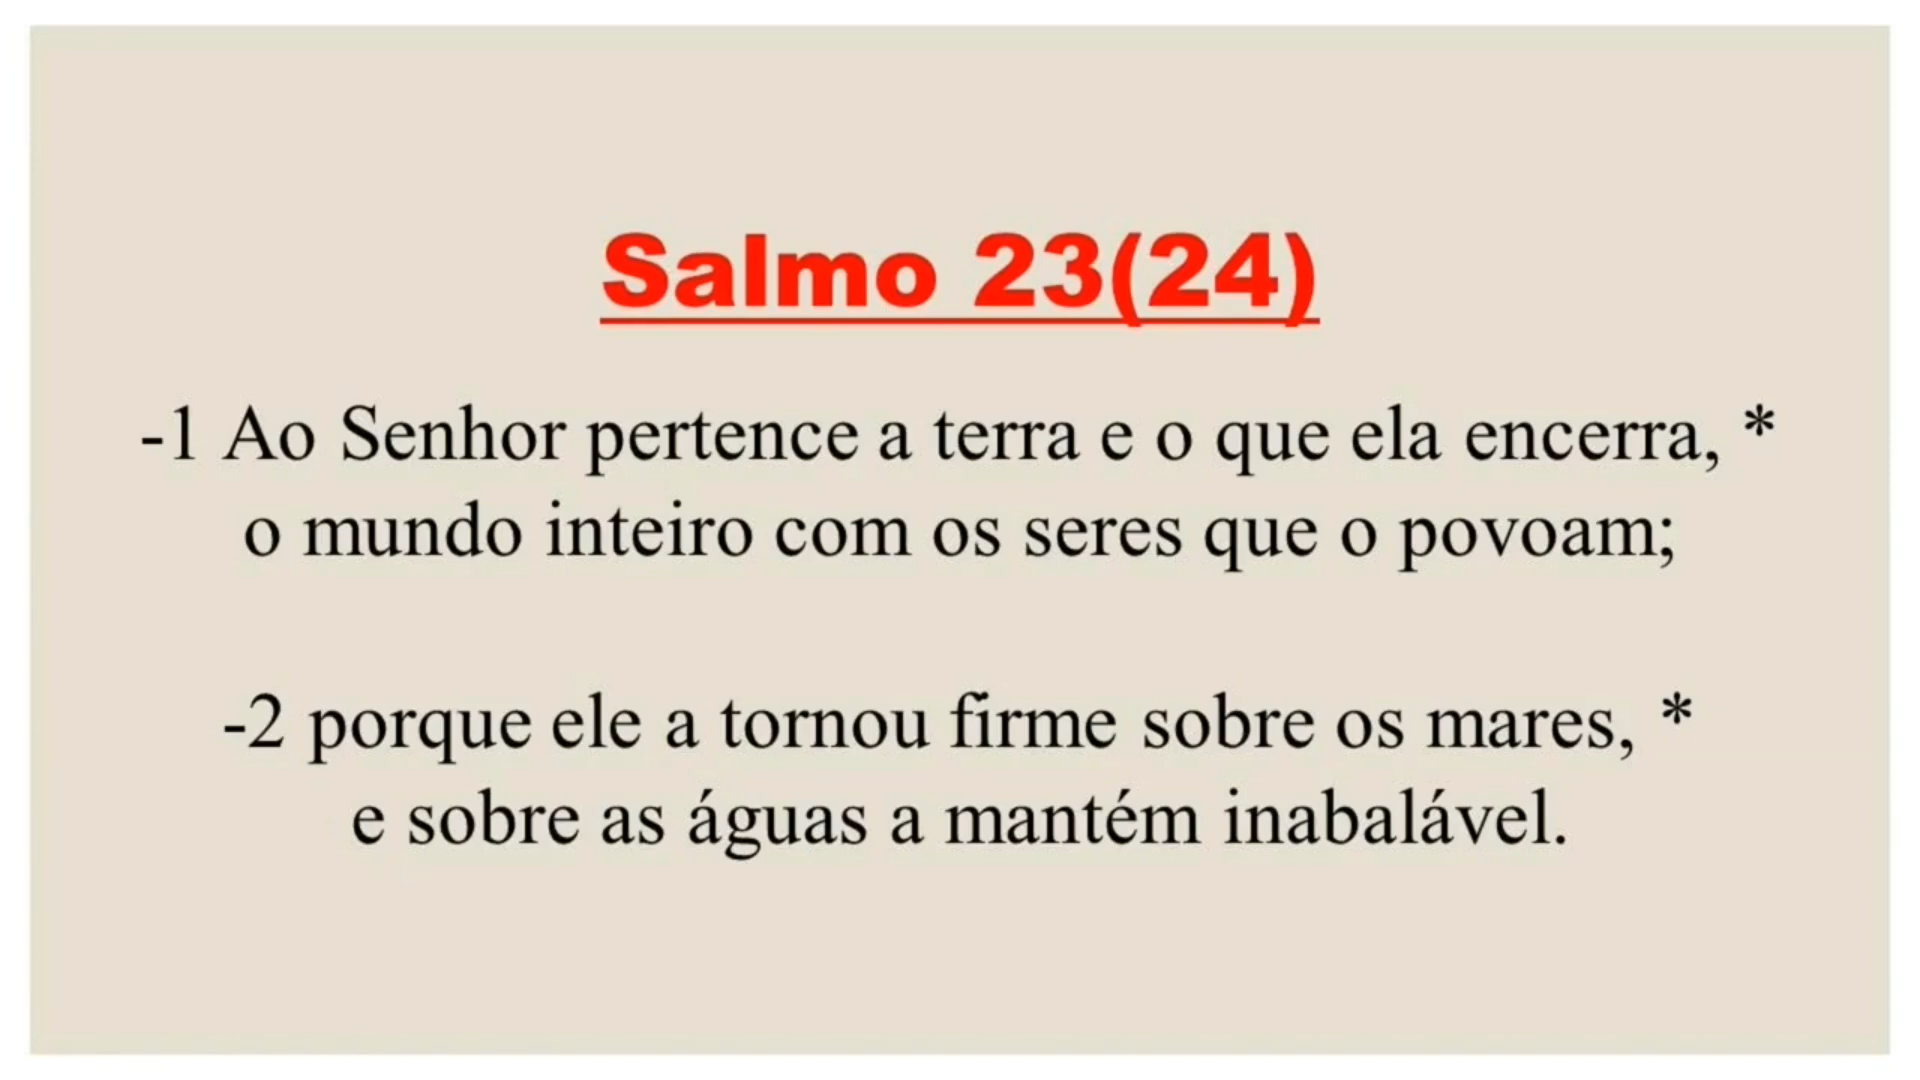 Salmo 23(24)
-1 Ao Senhor pertence a terra e o que ela encerra, *
o mundo inteiro com os seres que o povoam;
-2 porque ele a tornou firme sobre os mares, *
e sobre as águas a mantém inabalável.